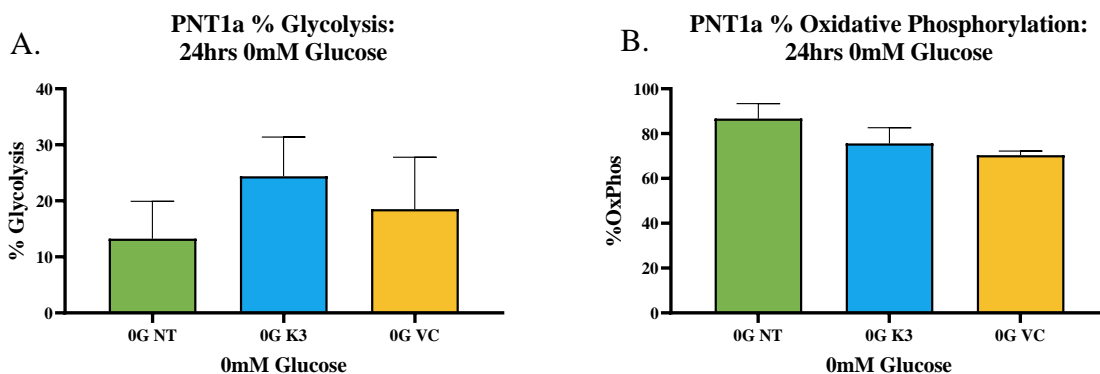 A.
PNT1a % Glycolysis:
24hrs 0mM Glucose
% Glycolysis
40
30
20
10
0
0G NT
0G K3
0G VC
0mM Glucose
B.
PNT1a % Oxidative Phosphorylation:
24hrs 0mM Glucose
%OxPhos
100
80
60
40
20
0
0G NT
0G K3
0G VC
0mM Glucose